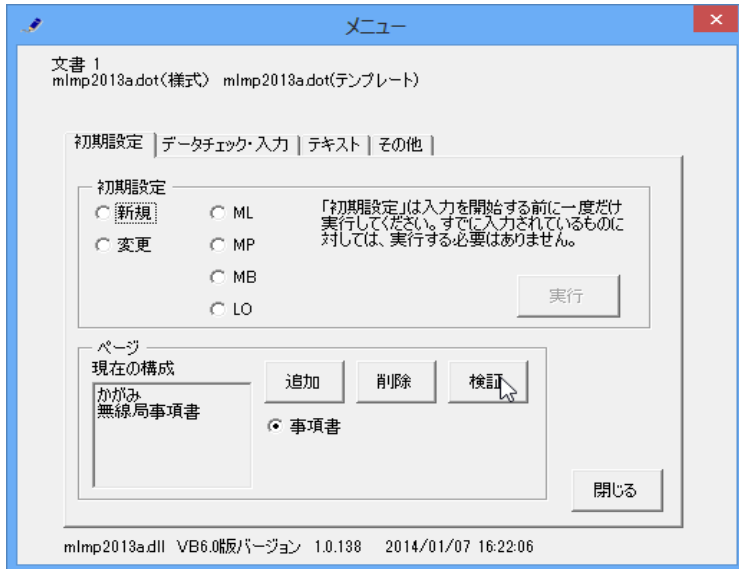 メニュー
文書 1
mlmp2013a.dot(様式) mlmp2013a.dot(テンプレート)
初期設定 データチェック・入力 テキスト その他
初期設定
新規 ML
変更 MP
MB
LO
「初期設定」は入力を開始する前に一度だけ
実行してください。すでに入力されているものに
対しては、実行する必要はありません。
実行
ページ
現在の構成
かがみ
無線局事項書
追加 削除 検証
事項書
閉じる
mlmp2013a.dll VB6.0版バージョン 1.0.138 2014/01/07 16:22:06